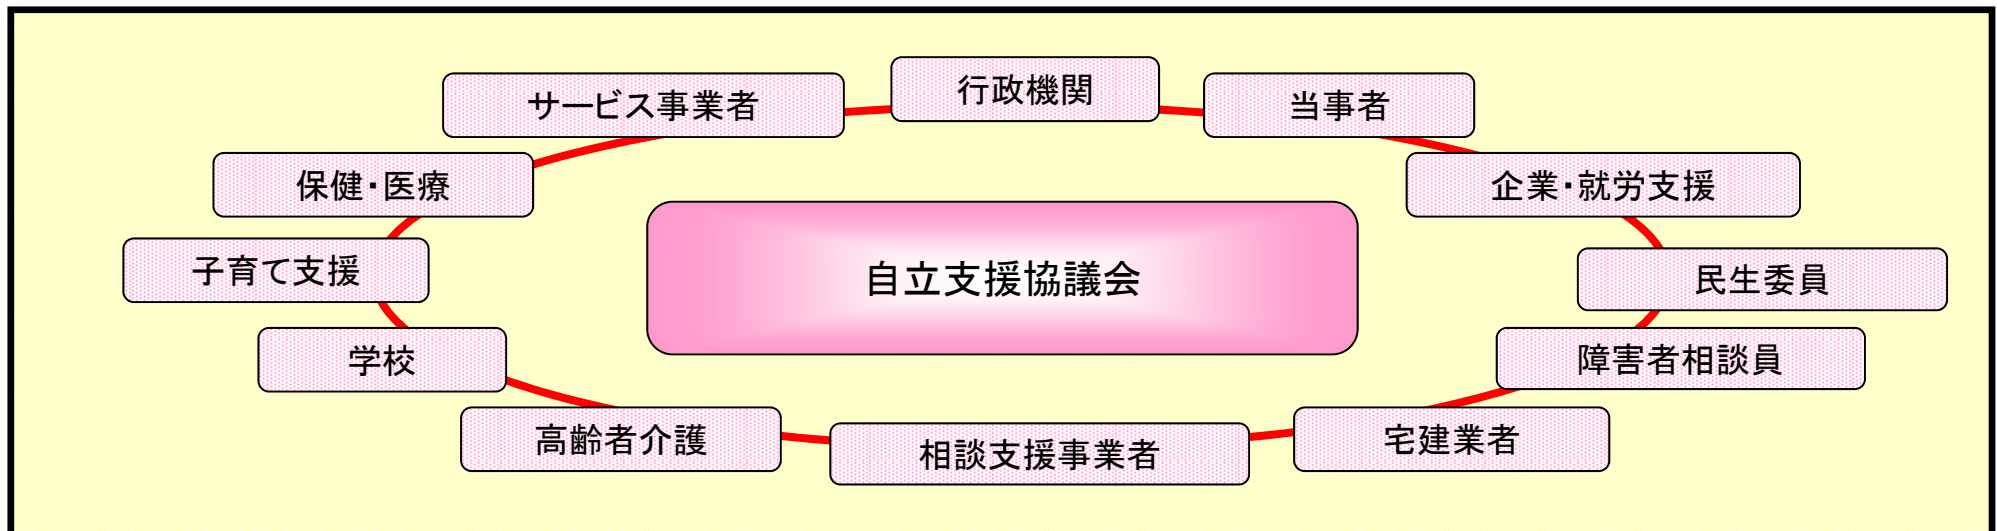 行政機関
サービス事業者
当事者
保健・医療
企業・就労支援
子育て支援
自立支援協議会
民生委員
学校
障害者相談員
高齢者介護
相談支援事業者
宅建業者